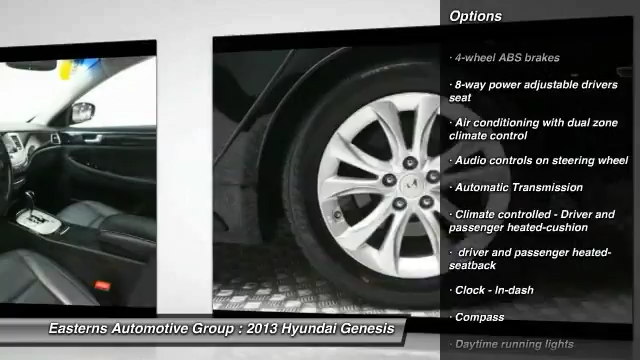 Options
· 4-wheel ABS brakes
· 8-way power adjustable drivers
seat
· Air conditioning with dual zone
climate control
· Audio controls on steering wheel
· Automatic Transmission
· Climate controlled - Driver and
passenger heated-cushion
· driver and passenger heated-
seatback
· Clock - In-dash
· Compass
· Daytime running lights
Easterns Automotive Group : 2013 Hyundai Genesis